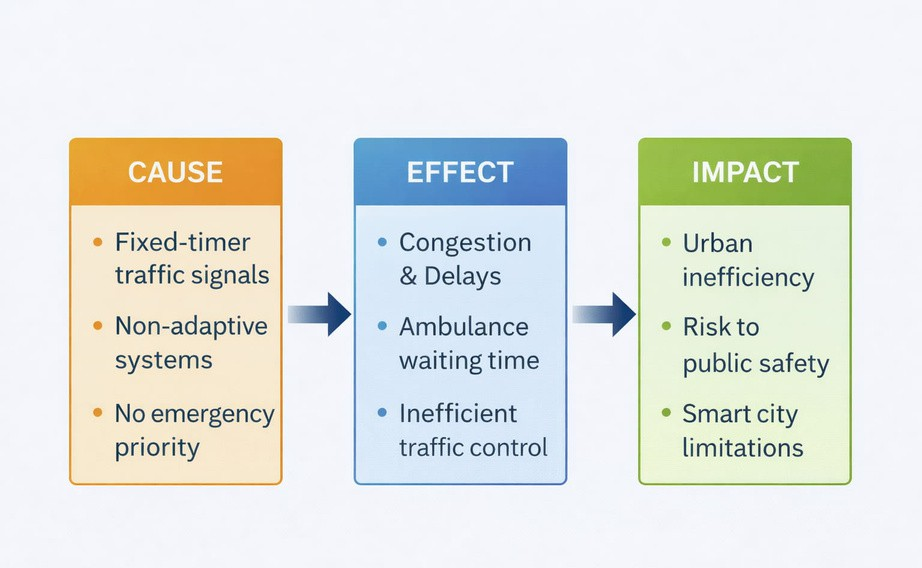 CAUSE
• Fixed-timer
traffic signals
• Non-adaptive
systems
• No emergency
priority
EFFECT
• Congestion
& Delays
• Ambulance
waiting time
• Inefficient
traffic control
IMPACT
• Urban
inefficiency
• Risk to
public safety
• Smart city
limitations